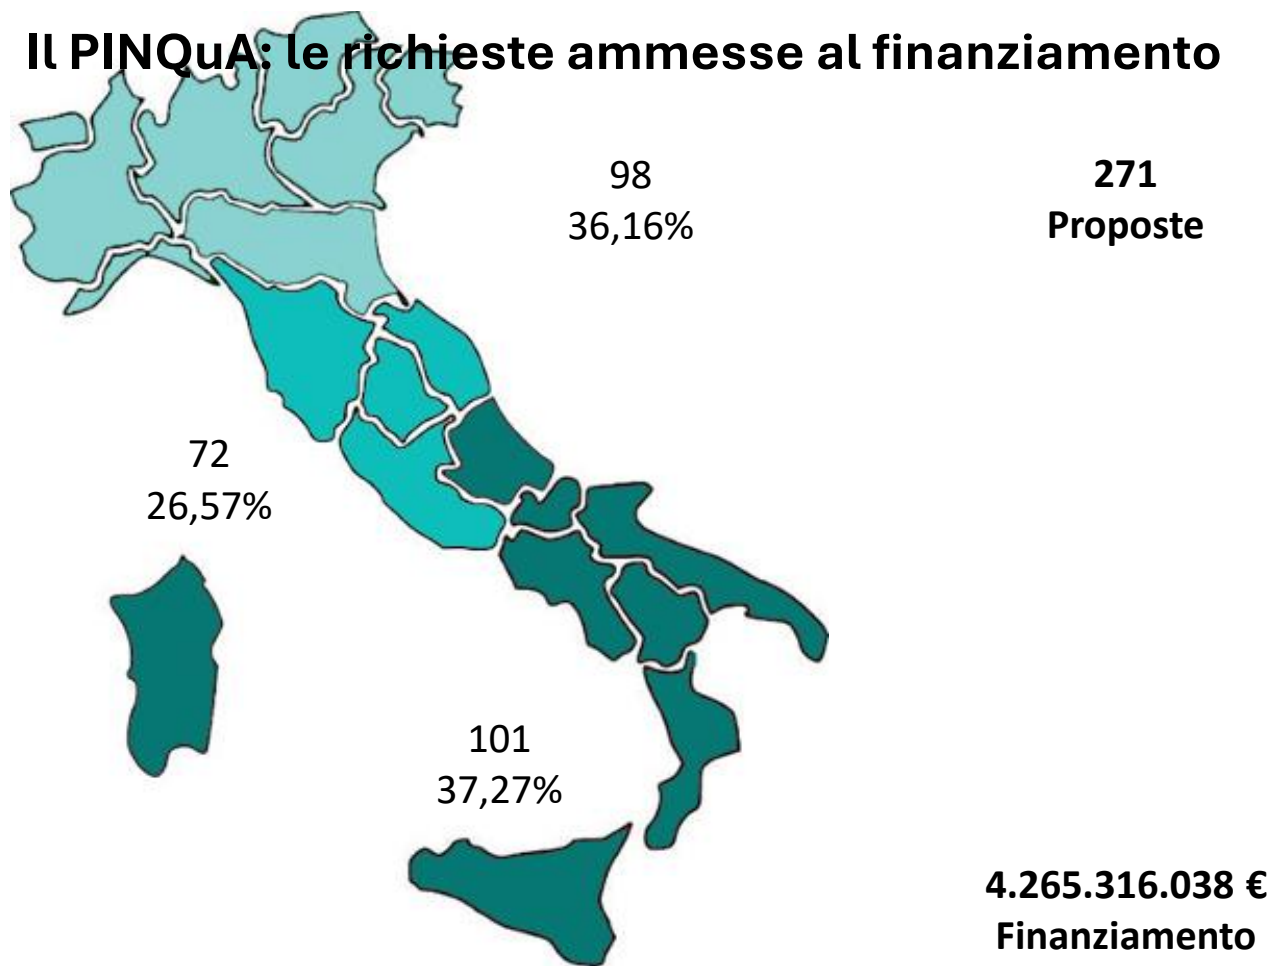 Il PINQuA: le richieste ammesse al finanziamento
98
36,16%
271
Proposte
72
26,57%
101
37,27%
4.265.316.038 €
Finanziamento